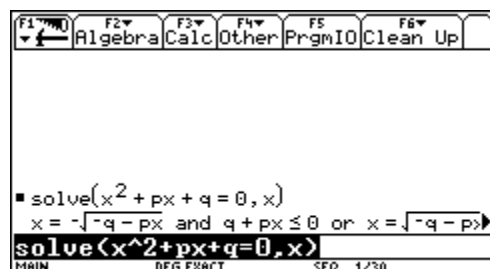 F1 F2 F3 F4 F5 F6
Algebra Calc Other PrgmIO Clean Up
solve(x² + px + q = 0, x)
x = -√(-q - px) and q + px ≤ 0 or x = √(-q - px
solve(x^2+px+q=0,x)
MAIN DEG EXACT SEQ 1/30